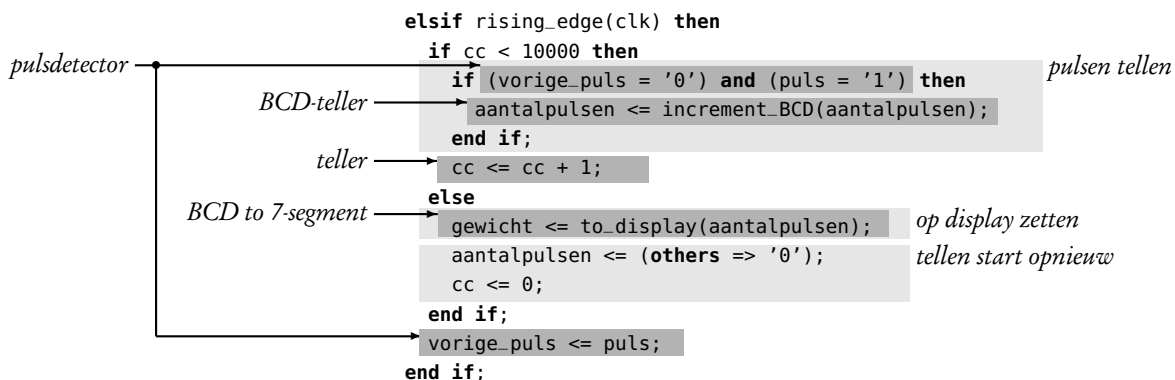 elsif rising_edge(clk) then
if cc < 10000 then
pulsdetector
pulsen tellen
if (vorige_puls = ’0’) and (puls = ’1’) then
BCD-teller
aantalpulsen <= increment_BCD(aantalpulsen);
end if;
teller
cc <= cc + 1;
else
BCD to 7-segment
gewicht <= to_display(aantalpulsen);
op display zetten
aantalpulsen <= (others => ’0’);
tellen start opnieuw
cc <= 0;
end if;
vorige_puls <= puls;
end if;